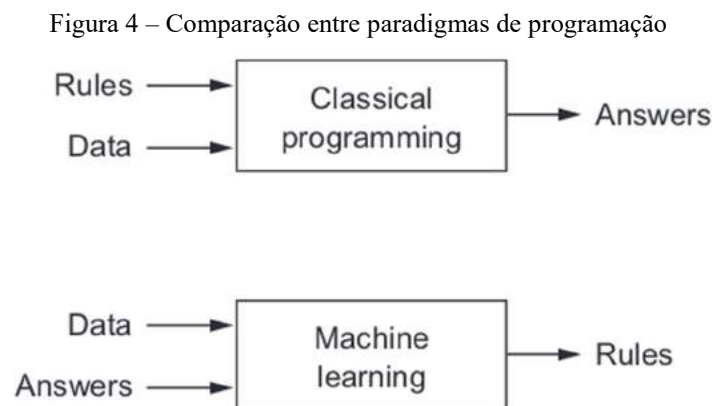 Figura 4 – Comparação entre paradigmas de programação
Rules
Data
Classical
programming
Answers
Data
Answers
Machine
learning
Rules